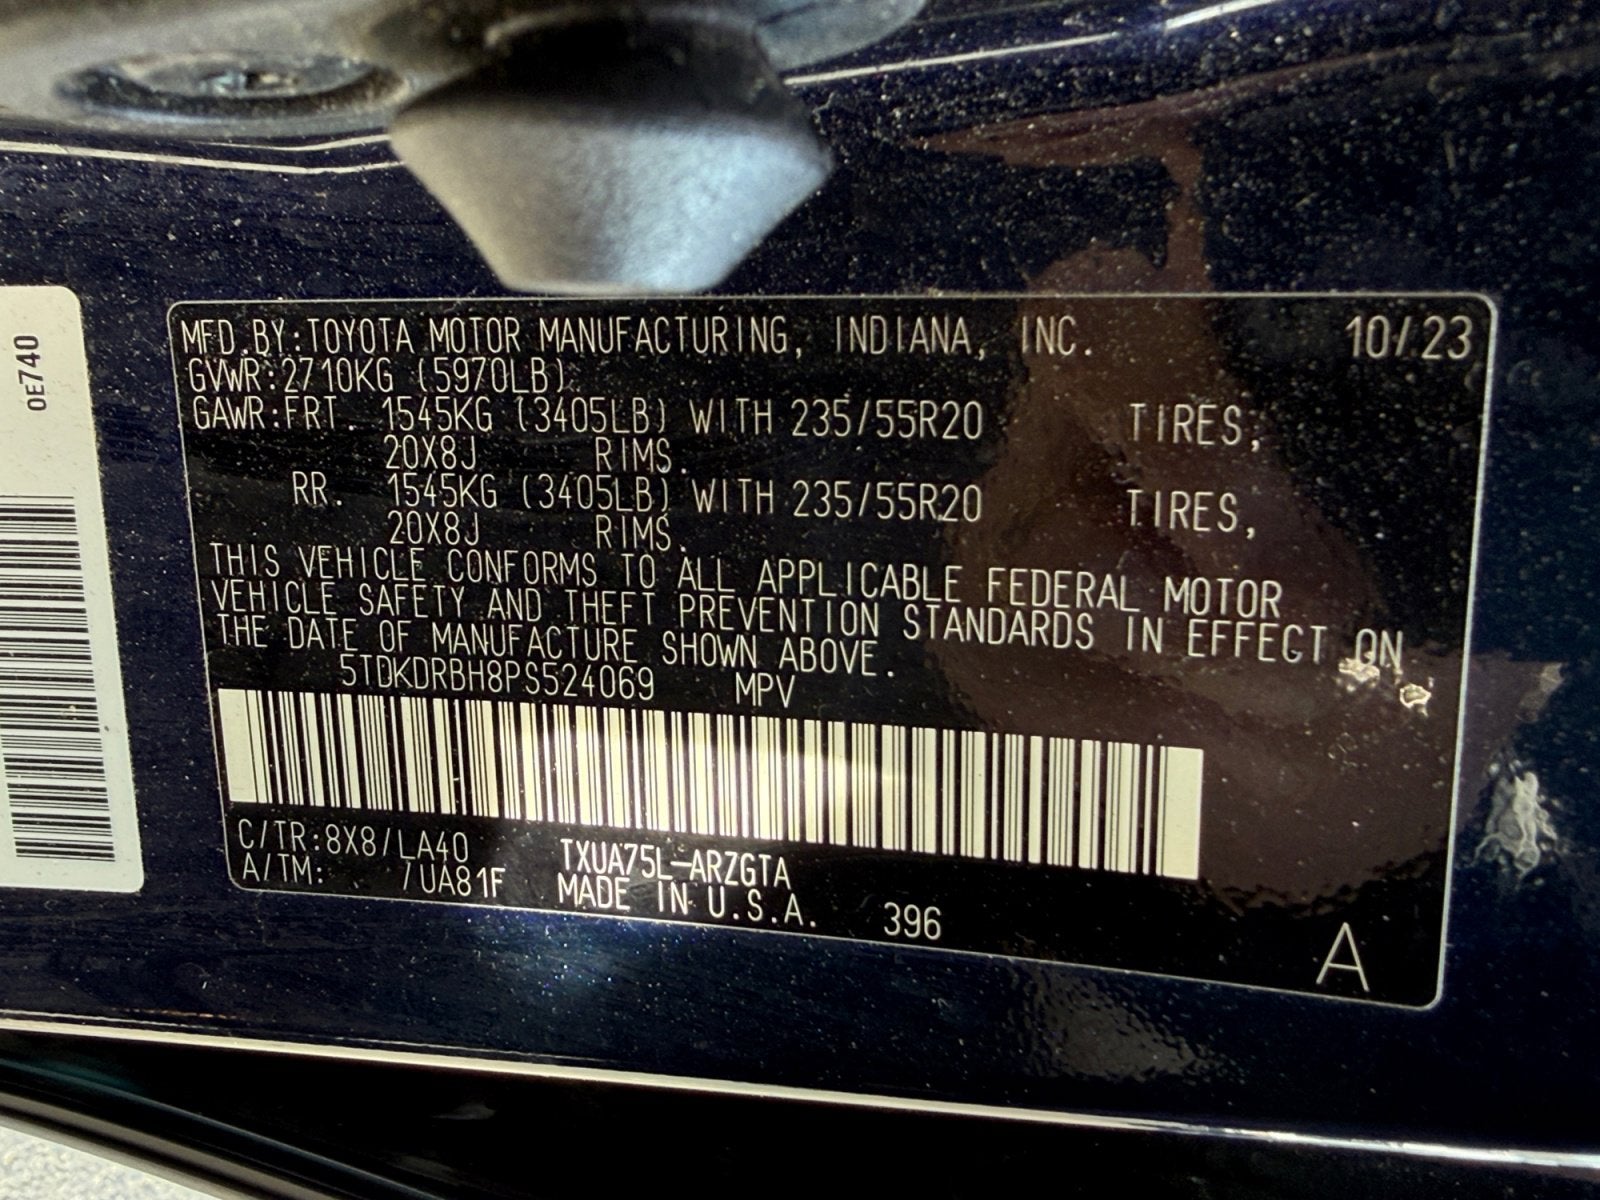 0E740
MFD.BY:TOYOTA MOTOR MANUFACTURING, INDIANA, INC. 10/23
GVWR:2710KG (5970LB)
GAWR:FRT. 1545KG (3405LB) WITH 235/55R20 TIRES,
20X8J RIMS.
RR. 1545KG (3405LB) WITH 235/55R20 TIRES,
20X8J RIMS.
THIS VEHICLE CONFORMS TO ALL APPLICABLE FEDERAL MOTOR
VEHICLE SAFETY AND THEFT PREVENTION STANDARDS IN EFFECT ON
THE DATE OF MANUFACTURE SHOWN ABOVE.
5TDKDRBH8PS524069 MPV
C/TR:8X8/LA40 TXUA75L-ARZGTA
A/TM: /UA81F MADE IN U.S.A. 396
A